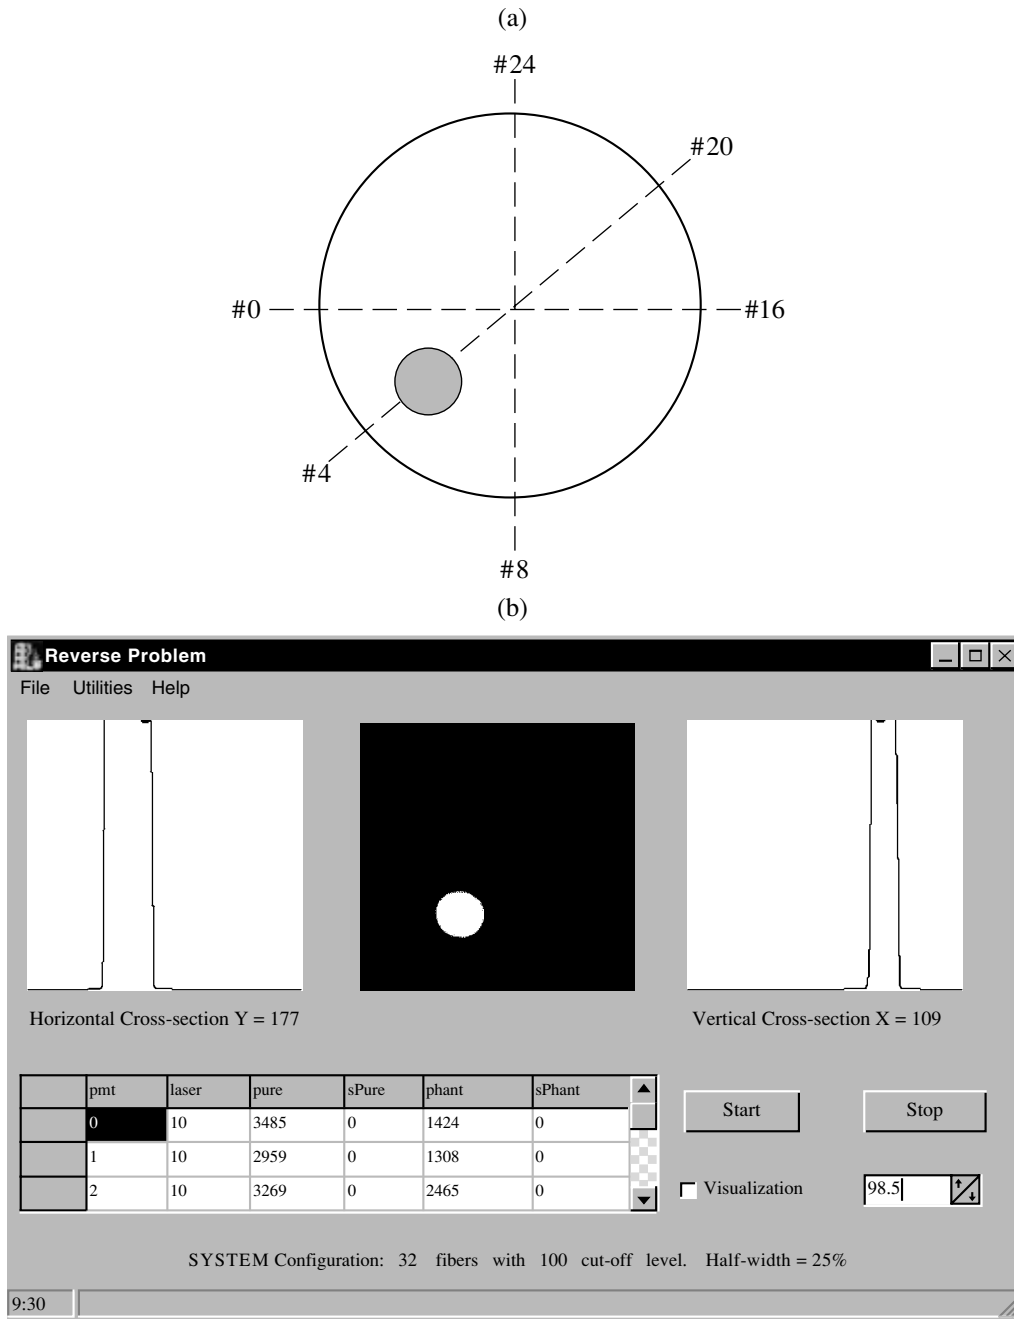 (a)
#24
#20
#0
#16
#4
#8
(b)
Reverse Problem
File Utilities Help
Horizontal Cross-section Y = 177
Vertical Cross-section X = 109
pmt laser pure sPure phant sPhant
0 10 3485 0 1424 0
1 10 2959 0 1308 0
2 10 3269 0 2465 0
Start Stop
Visualization 98.5
SYSTEM Configuration: 32 fibers with 100 cut-off level. Half-width = 25%
9:30